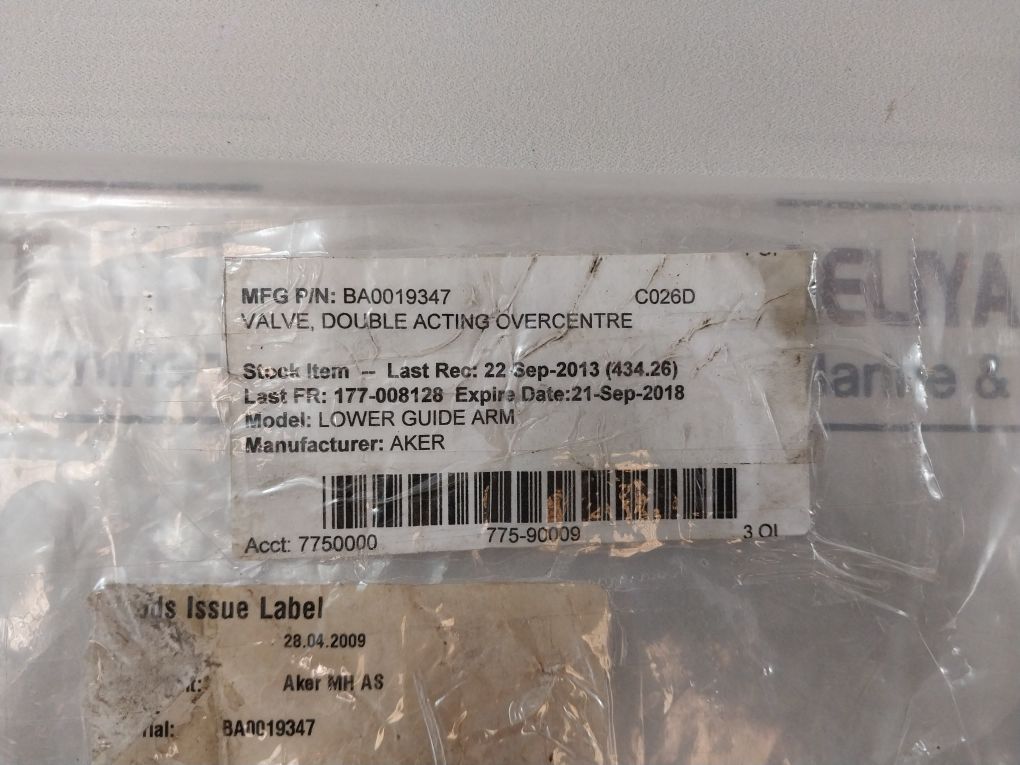 MFG P/N: BA0019347 C026D
VALVE, DOUBLE ACTING OVERCENTRE
Stock Item -- Last Rec: 22-Sep-2013 (434.26)
Last FR: 177-008128 Expire Date:21-Sep-2018
Model: LOWER GUIDE ARM
Manufacturer: AKER
Acct: 7750000 775-90009 3 OI
Issue Label
28.04.2009
Aker MH AS
BA0019347
&